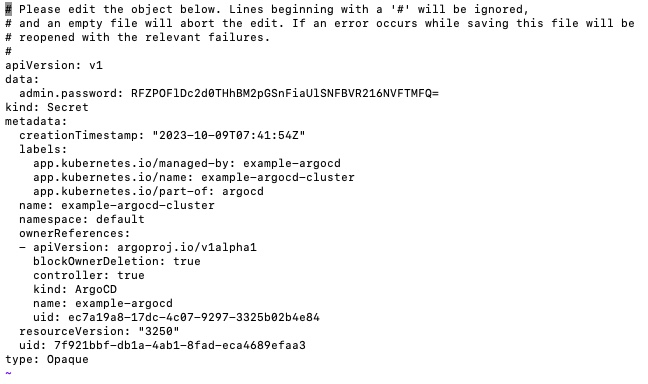 # Please edit the object below. Lines beginning with a '#' will be ignored,
# and an empty file will abort the edit. If an error occurs while saving this file will be
# reopened with the relevant failures.
#
apiVersion: v1
data:
  admin.password: RFZPOFlDc2d0THhBM2pGSnFiaUlSNFBVR216NVFTMFQ=
kind: Secret
metadata:
  creationTimestamp: "2023-10-09T07:41:54Z"
  labels:
    app.kubernetes.io/managed-by: example-argocd
    app.kubernetes.io/name: example-argocd-cluster
    app.kubernetes.io/part-of: argocd
  name: example-argocd-cluster
  namespace: default
  ownerReferences:
  - apiVersion: argoproj.io/v1alpha1
    blockOwnerDeletion: true
    controller: true
    kind: ArgoCD
    name: example-argocd
    uid: ec7a19a8-17dc-4c07-9297-3325b02b4e84
  resourceVersion: "3250"
  uid: 7f921bbf-db1a-4ab1-8fad-eca4689efaa3
type: Opaque
~